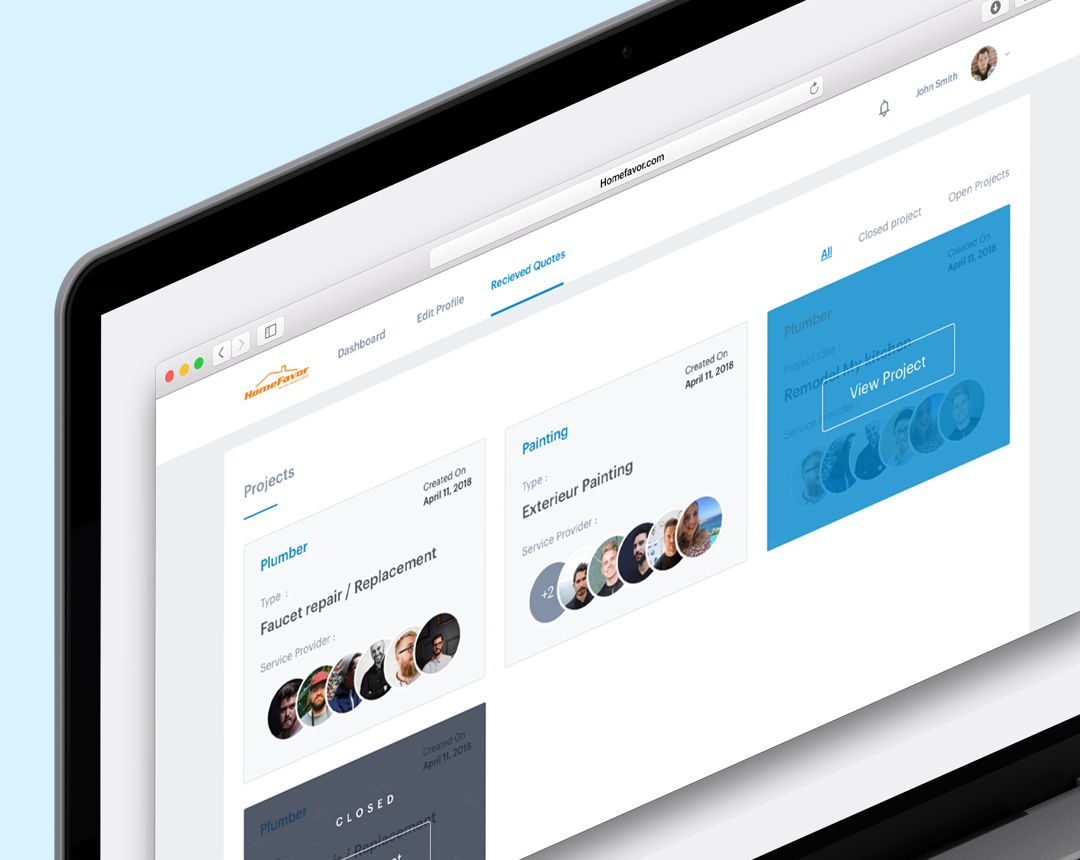 Homefavor.com
John Smith
HomeFavor
Dashboard
Edit Profile
Recieved Quotes
All
Closed project
Open Projects
Projects
Created On
April 11, 2018
Plumber
Type :
Faucet repair / Replacement
Service Provider :
Created On
April 11, 2018
Painting
Type :
Exterieur Painting
Service Provider :
+2
Created On
April 11, 2018
Plumber
Project Idea :
Remodel My kitchen
Service Provider
View Project
Created On
April 11, 2018
Plumber
CLOSED
/ Replacement